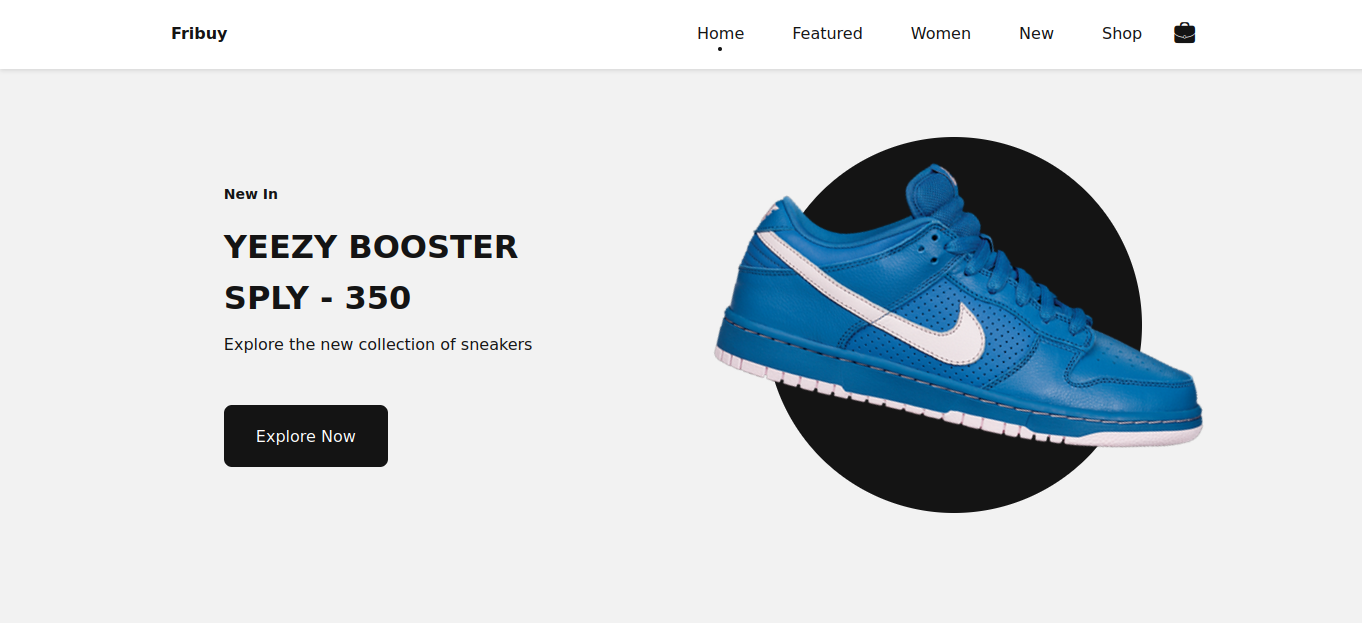 Fribuy
Home
Featured
Women
New
Shop
New In
YEEZY BOOSTER
SPLY - 350
Explore the new collection of sneakers
Explore Now